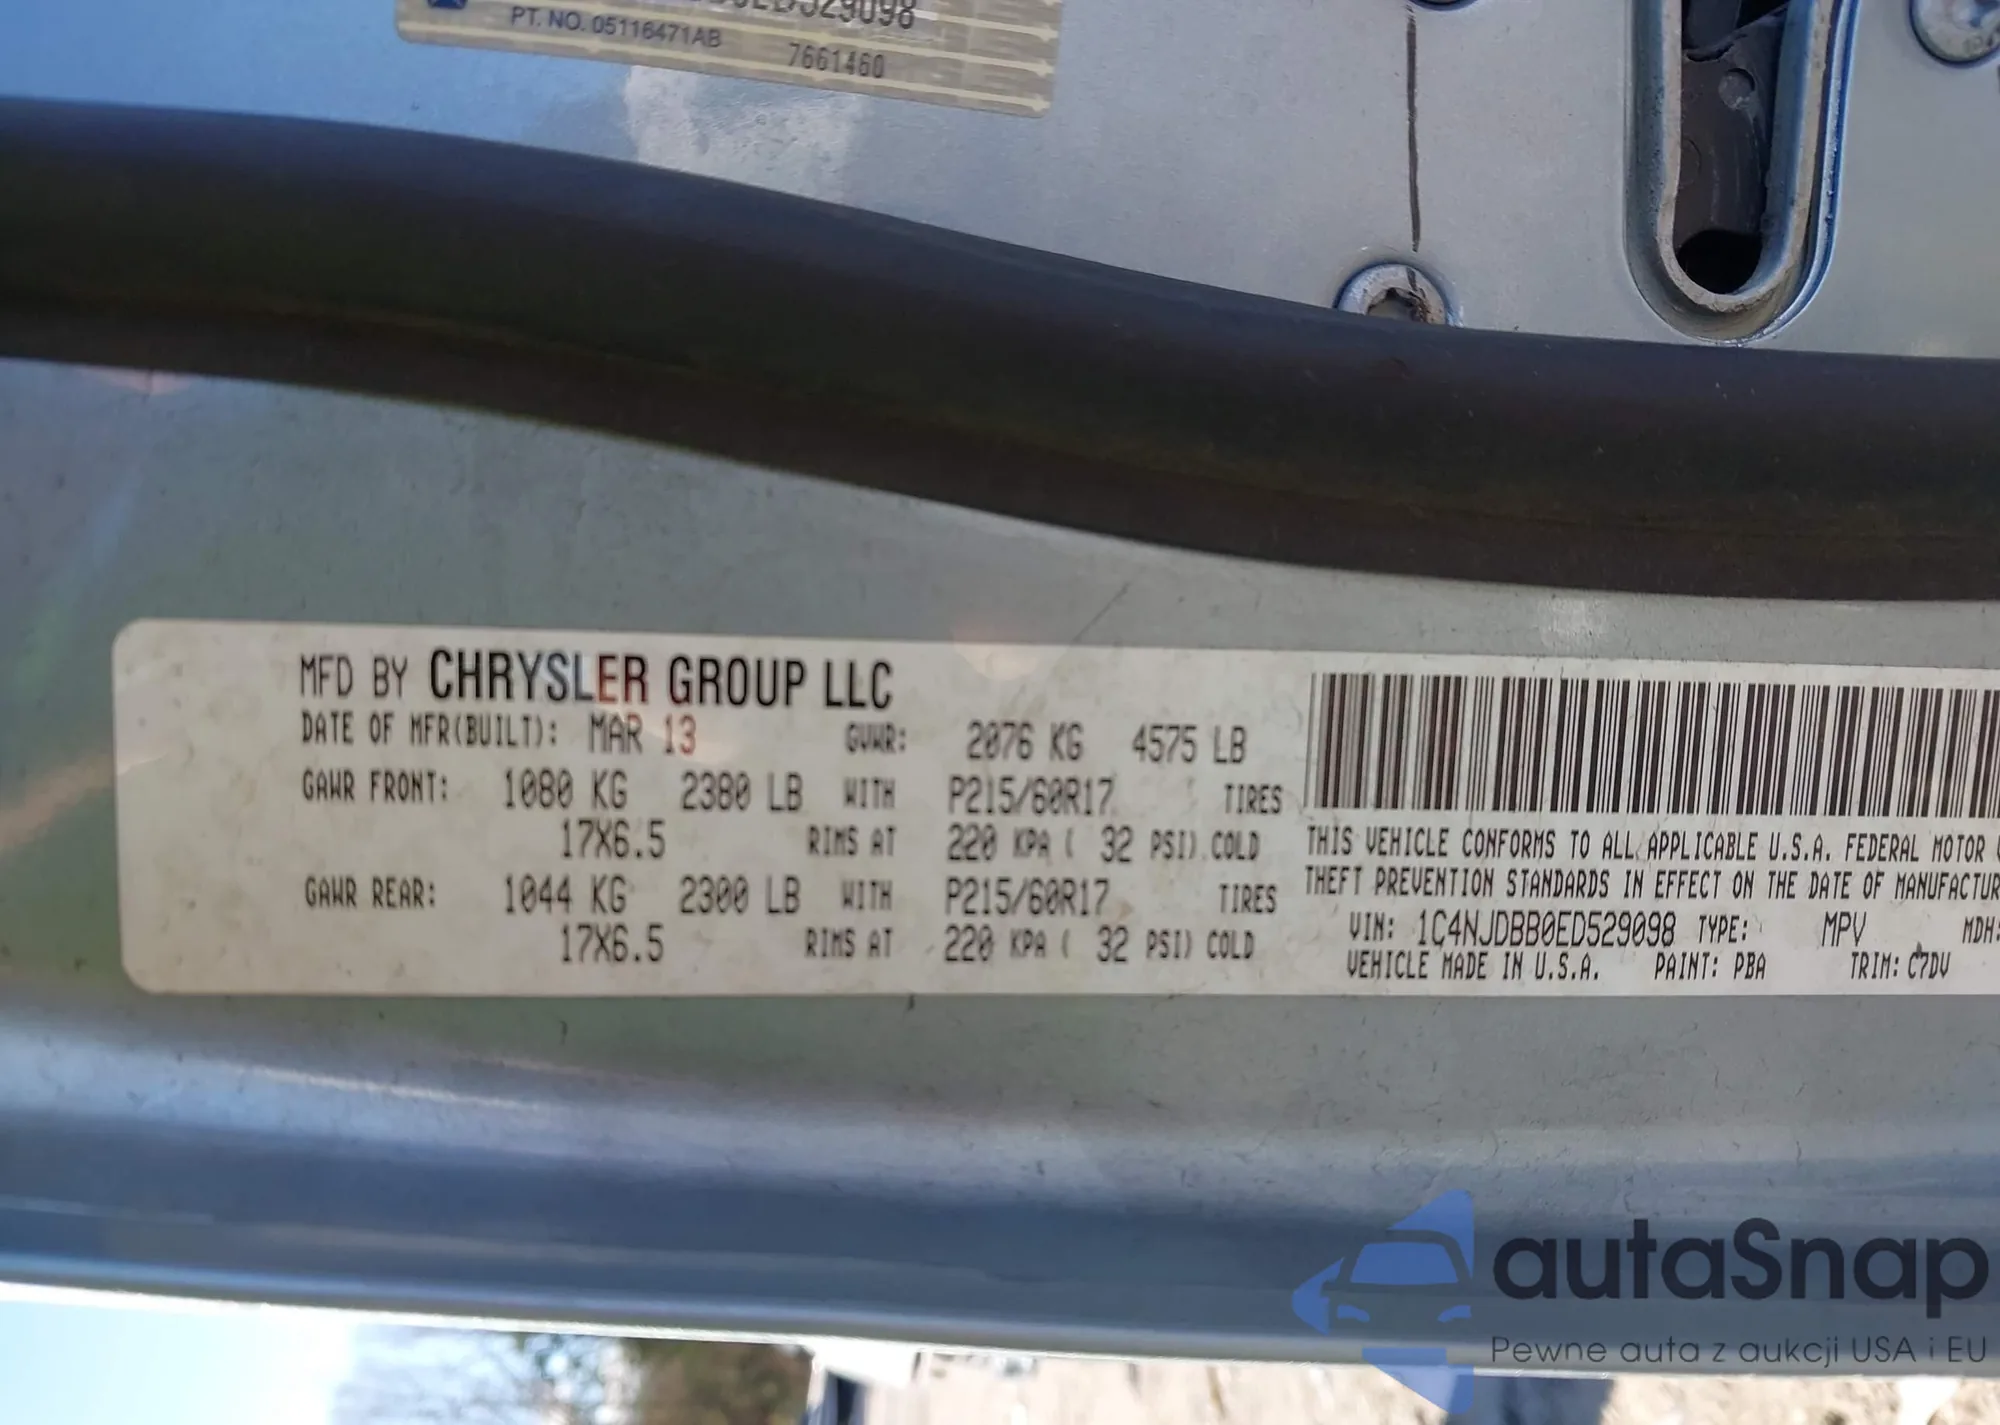 D529098
PT. NO. 05116471AB 7661460
MFD BY CHRYSLER GROUP LLC
DATE OF MFR(BUILT): MAR 13 GVWR: 2076 KG 4575 LB
GAWR FRONT: 1080 KG 2380 LB WITH P215/60R17 TIRES
17X6.5 RIMS AT 220 KPA ( 32 PSI) COLD
GAWR REAR: 1044 KG 2300 LB WITH P215/60R17 TIRES
17X6.5 RIMS AT 220 KPA ( 32 PSI) COLD
THIS VEHICLE CONFORMS TO ALL APPLICABLE U.S.A. FEDERAL MOTOR
THEFT PREVENTION STANDARDS IN EFFECT ON THE DATE OF MANUFACTUR
VIN: 1C4NJDBB0ED529098 TYPE: MPV MDH:
VEHICLE MADE IN U.S.A. PAINT: PBA TRIM: C7DV
autaSnap
Pewne auta z aukcji USA i EU